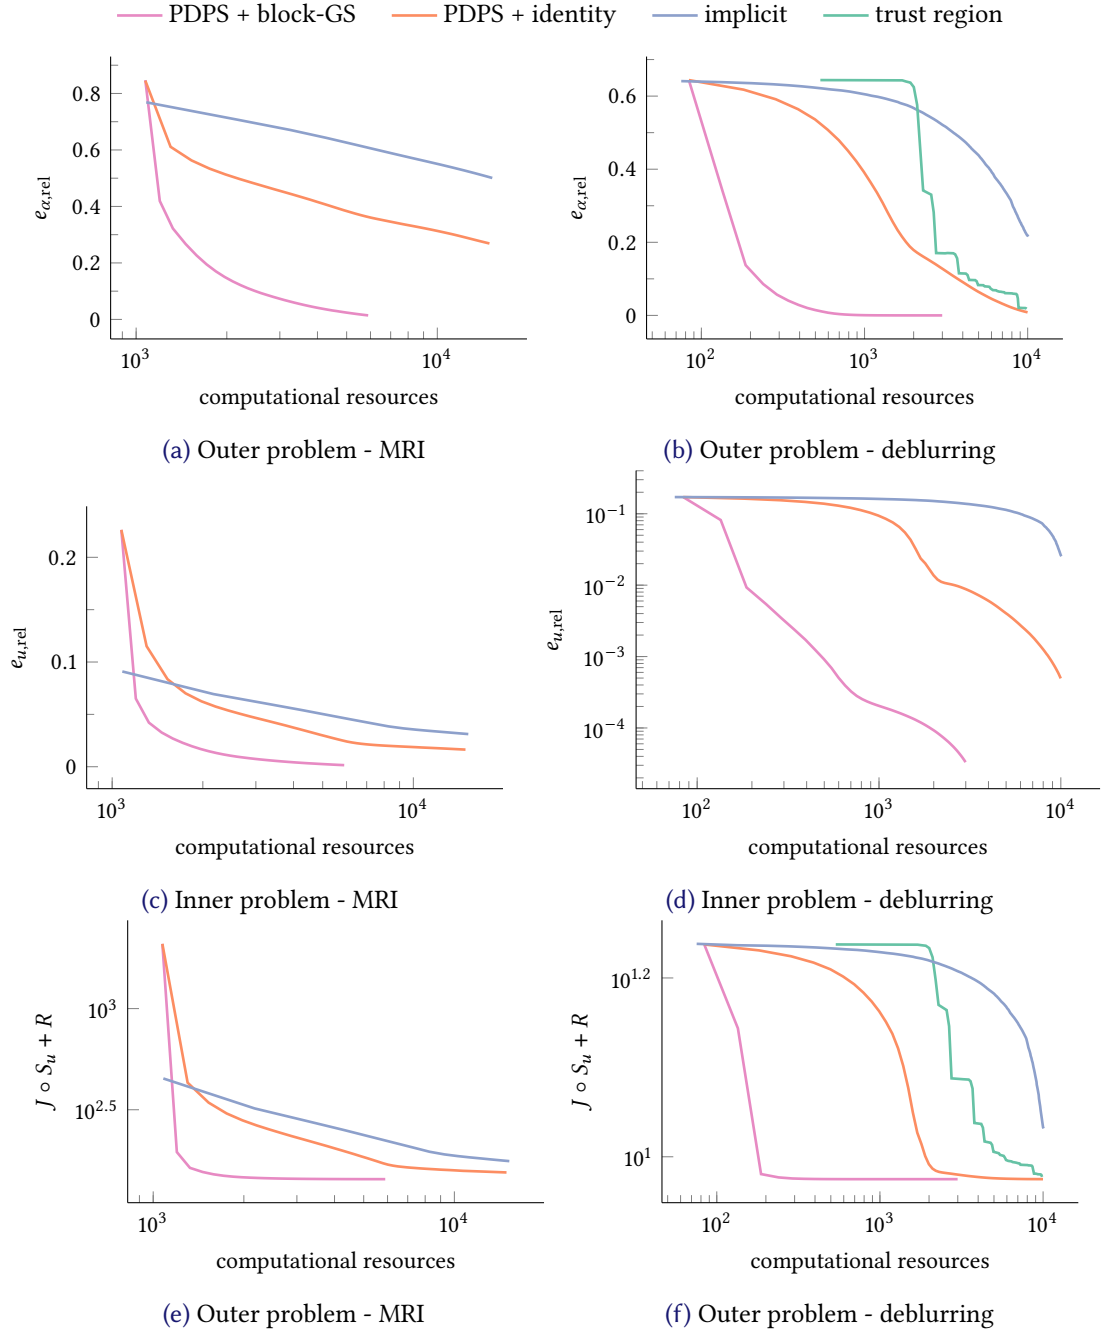 PDPS + block-GS PDPS + identity implicit trust region
0.8
0.6
0.4
0.2
0
e_{α,rel}
10^3 10^4
computational resources
(a) Outer problem - MRI
0.6
0.4
0.2
0
e_{α,rel}
10^2 10^3 10^4
computational resources
(b) Outer problem - deblurring
0.2
0.1
0
e_{u,rel}
10^3 10^4
computational resources
(c) Inner problem - MRI
10^{−1}
10^{−2}
10^{−3}
10^{−4}
e_{u,rel}
10^2 10^3 10^4
computational resources
(d) Inner problem - deblurring
10^3
10^{2.5}
J ∘ S_u + R
10^3 10^4
computational resources
(e) Outer problem - MRI
10^{1.2}
10^1
J ∘ S_u + R
10^2 10^3 10^4
computational resources
(f) Outer problem - deblurring